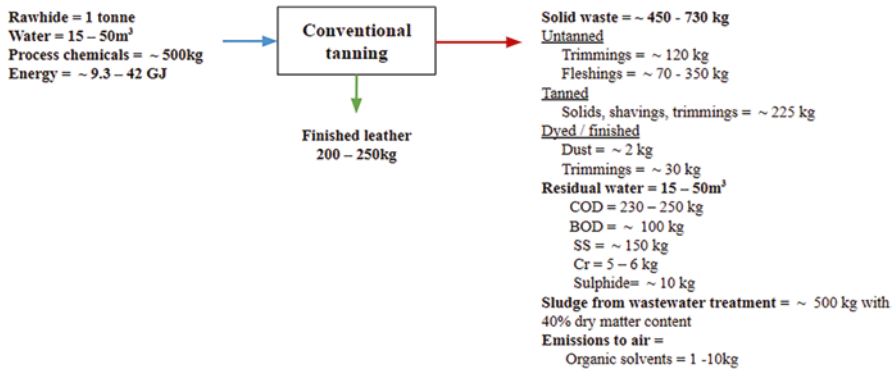 Rawhide = 1 tonne
Water = 15 – 50m³
Process chemicals = ~ 500kg
Energy = ~ 9.3 – 42 GJ
Conventional
tanning
Finished leather
200 – 250kg
Solid waste = ~ 450 - 730 kg
Untanned
Trimmings = ~ 120 kg
Fleshings = ~ 70 - 350 kg
Tanned
Solids, shavings, trimmings = ~ 225 kg
Dyed / finished
Dust = ~ 2 kg
Trimmings = ~ 30 kg
Residual water = 15 – 50m³
COD = 230 – 250 kg
BOD = ~ 100 kg
SS = ~ 150 kg
Cr = 5 – 6 kg
Sulphide= ~ 10 kg
Sludge from wastewater treatment = ~ 500 kg with
40% dry matter content
Emissions to air =
Organic solvents = 1 -10kg